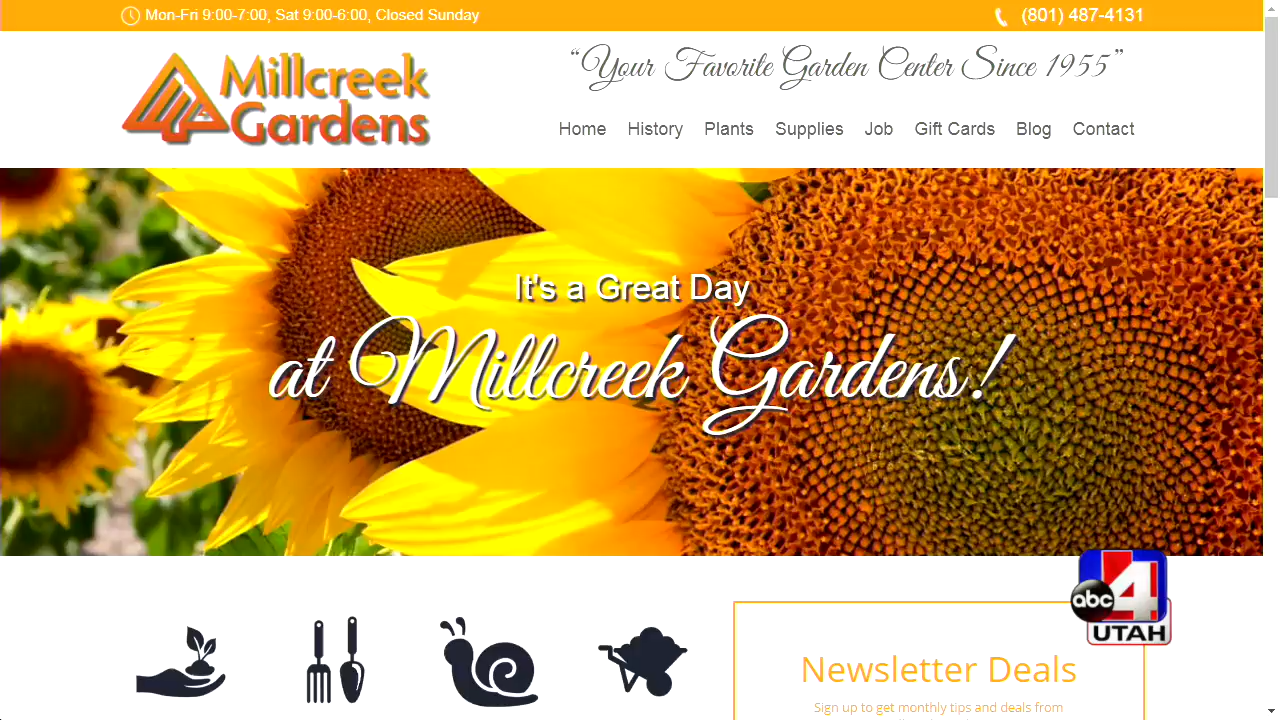 Mon-Fri 9:00-7:00, Sat 9:00-6:00, Closed Sunday
(801) 487-4131
Millcreek
Gardens
“Your Favorite Garden Center Since 1955”
Home History Plants Supplies Job Gift Cards Blog Contact
It's a Great Day
at Millcreek Gardens!
abc 4
UTAH
Newsletter Deals
Sign up to get monthly tips and deals from